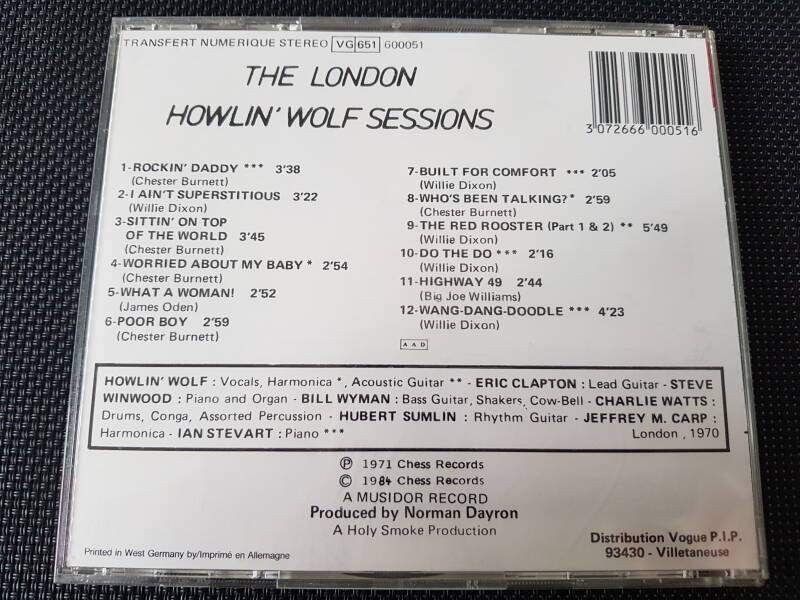 TRANSFERT NUMERIQUE STEREO VG 651 600051
THE LONDON
HOWLIN' WOLF SESSIONS
3 072666 000516
1-ROCKIN' DADDY *** 3'38
(Chester Burnett)
2-I AIN'T SUPERSTITIOUS 3'22
(Willie Dixon)
3-SITTIN' ON TOP
OF THE WORLD 3'45
(Chester Burnett)
4-WORRIED ABOUT MY BABY * 2'54
(Chester Burnett)
5-WHAT A WOMAN! 2'52
(James Oden)
6-POOR BOY 2'59
(Chester Burnett)
7-BUILT FOR COMFORT *** 2'05
(Willie Dixon)
8-WHO'S BEEN TALKING?* 2'59
(Chester Burnett)
9-THE RED ROOSTER (Part 1 & 2) ** 5'49
(Willie Dixon)
10-DO THE DO *** 2'16
(Willie Dixon)
11-HIGHWAY 49 2'44
(Big Joe Williams)
12-WANG-DANG-DOODLE *** 4'23
(Willie Dixon)
AAD
HOWLIN' WOLF : Vocals, Harmonica *, Acoustic Guitar ** - ERIC CLAPTON : Lead Guitar - STEVE
WINWOOD : Piano and Organ - BILL WYMAN : Bass Guitar, Shakers, Cow-Bell - CHARLIE WATTS :
Drums, Conga, Assorted Percussion - HUBERT SUMLIN : Rhythm Guitar - JEFFREY M. CARP :
Harmonica - IAN STEVART : Piano *** London, 1970
℗ 1971 Chess Records
© 1984 Chess Records
A MUSIDOR RECORD
Produced by Norman Dayron
A Holy Smoke Production
Printed in West Germany by/Imprimé en Allemagne
Distribution Vogue P.I.P.
93430 - Villetaneuse